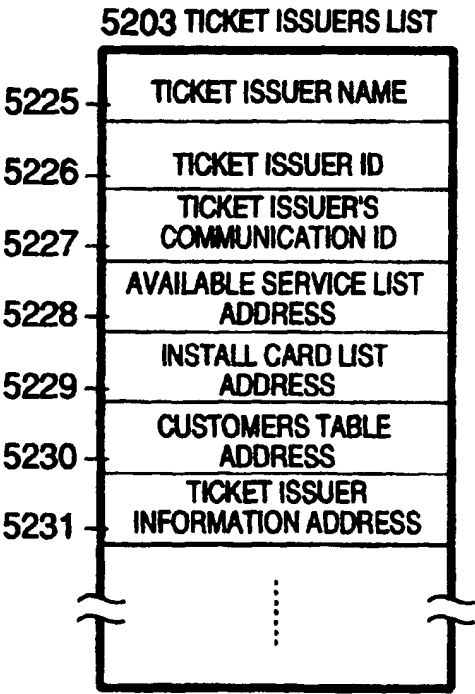 5203 TICKET ISSUERS LIST
5225 TICKET ISSUER NAME
5226 TICKET ISSUER ID
TICKET ISSUER'S
5227 COMMUNICATION ID
AVAILABLE SERVICE LIST
5228 ADDRESS
INSTALL CARD LIST
5229 ADDRESS
CUSTOMERS TABLE
5230 ADDRESS
TICKET ISSUER
5231 INFORMATION ADDRESS